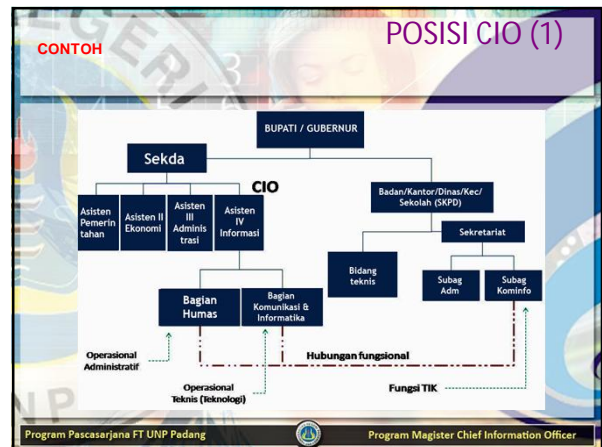 POSISI CIO (1)
CONTOH
BUPATI / GUBERNUR
Sekda
CIO
Badan/Kantor/Dinas/Kec/
Sekolah (SKPD)
Asisten
Pemerin
tahan
Asisten II
Ekonomi
Asisten
III
Adminis
trasi
Asisten
IV
Informasi
Sekretariat
Bidang
teknis
Subag
Adm
Subag
Kominfo
Bagian
Humas
Bagian
Komunikasi &
Informatika
Operasional
Administratif
Hubungan fungsional
Operasional
Teknis (Teknologi)
Fungsi TIK
Program Pascasarjana FT UNP Padang
Program Magister Chief Information Officer